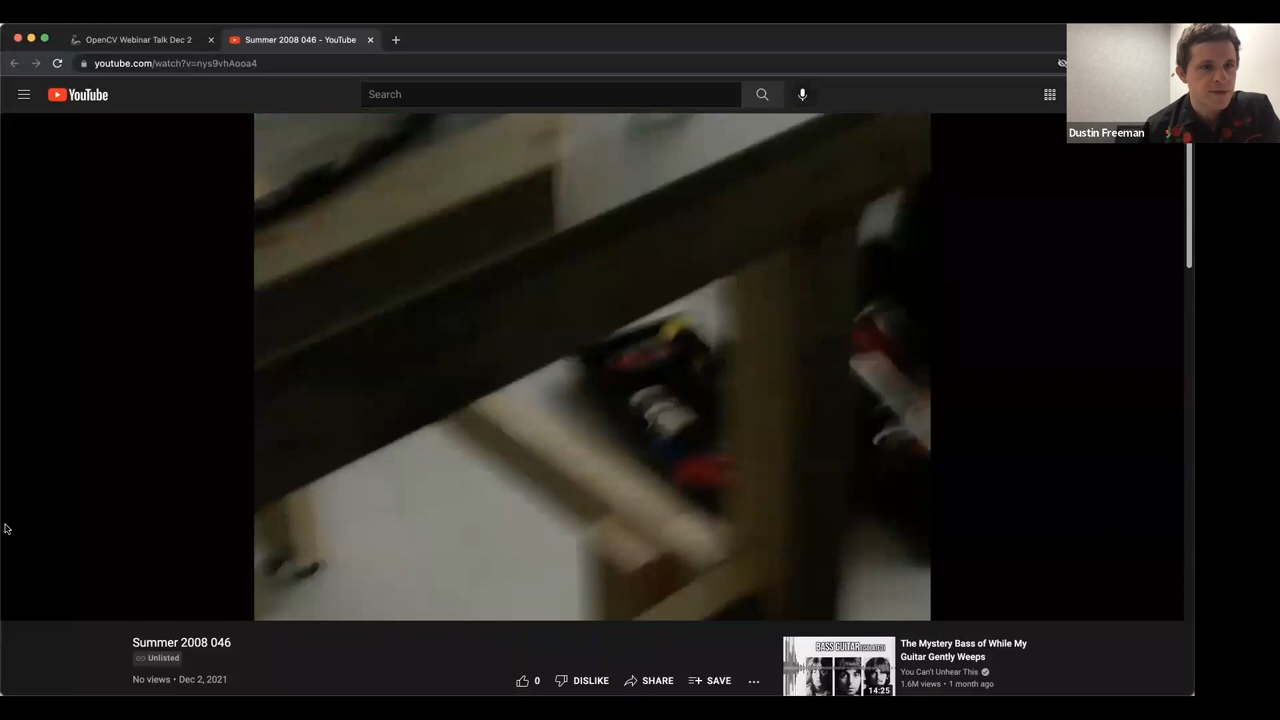 OpenCV Webinar Talk Dec 2
Summer 2008 046 - YouTube
youtube.com/watch?v=nys9vhAooa4
YouTube
Search
Dustin Freeman
Summer 2008 046
Unlisted
No views • Dec 2, 2021
0
DISLIKE
SHARE
SAVE
BASS GUITAR (ISOLATED)
14:25
The Mystery Bass of While My
Guitar Gently Weeps
You Can't Unhear This
1.6M views • 1 month ago